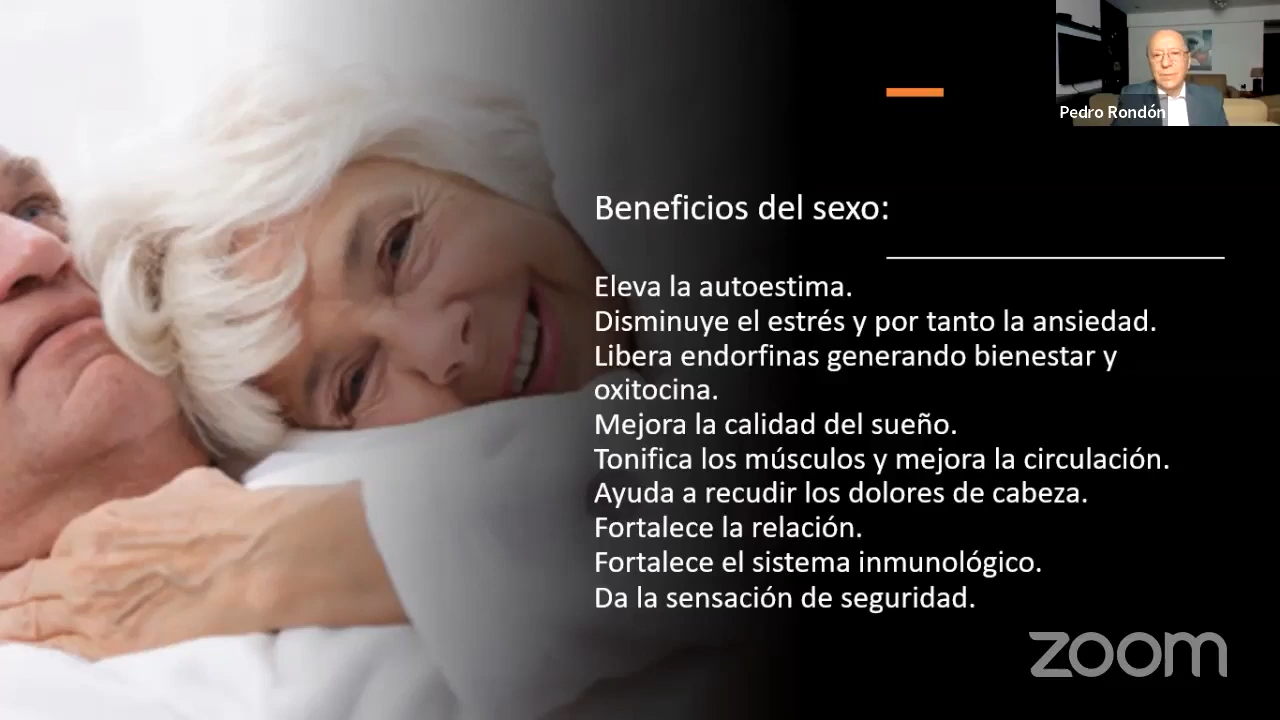 Pedro Rondón
Beneficios del sexo:
Eleva la autoestima.
Disminuye el estrés y por tanto la ansiedad.
Libera endorfinas generando bienestar y
oxitocina.
Mejora la calidad del sueño.
Tonifica los músculos y mejora la circulación.
Ayuda a recudir los dolores de cabeza.
Fortalece la relación.
Fortalece el sistema inmunológico.
Da la sensación de seguridad.
zoom